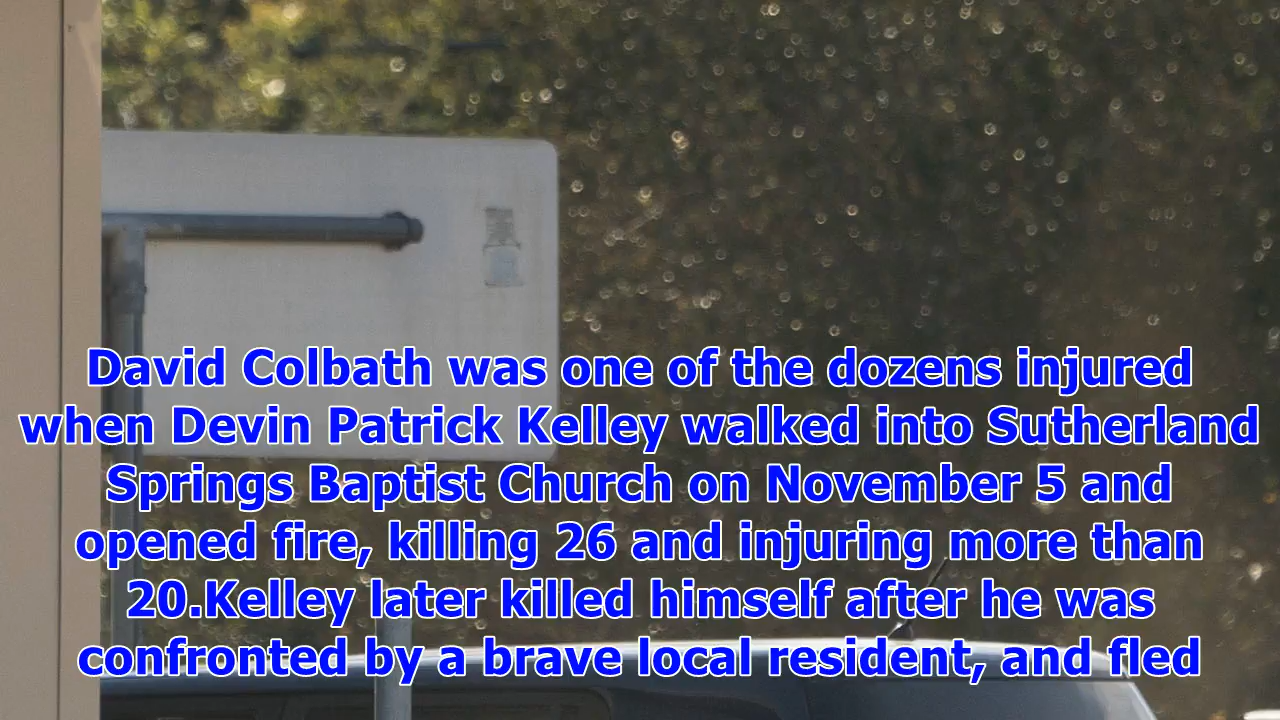 David Colbath was one of the dozens injured
when Devin Patrick Kelley walked into Sutherland
Springs Baptist Church on November 5 and
opened fire, killing 26 and injuring more than
20.Kelley later killed himself after he was
confronted by a brave local resident, and fled